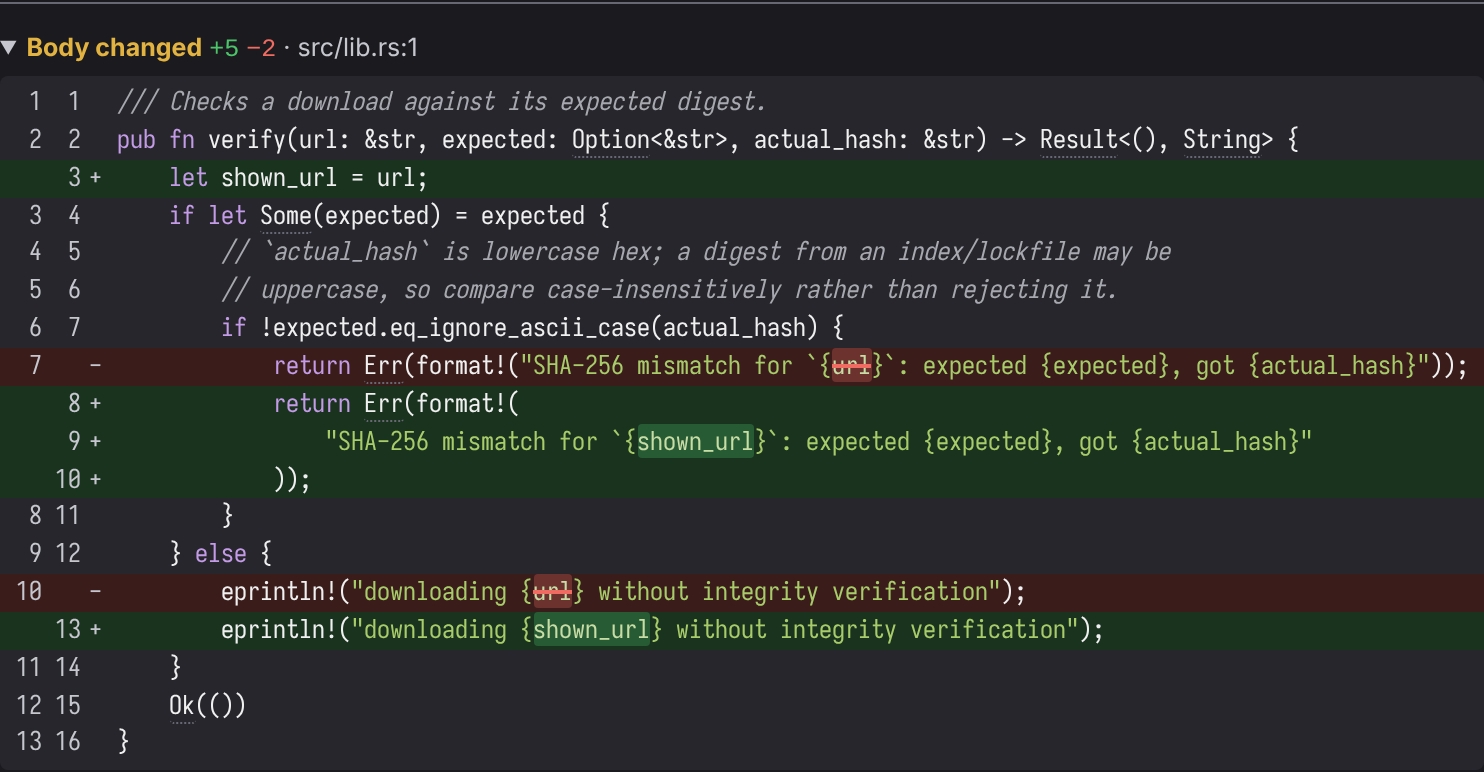 ▼ Body changed +5 −2 · src/lib.rs:1
1 1 /// Checks a download against its expected digest.
2 2 pub fn verify(url: &str, expected: Option<&str>, actual_hash: &str) -> Result<(), String> {
3 + let shown_url = url;
3 4 if let Some(expected) = expected {
4 5 // `actual_hash` is lowercase hex; a digest from an index/lockfile may be
5 6 // uppercase, so compare case-insensitively rather than rejecting it.
6 7 if !expected.eq_ignore_ascii_case(actual_hash) {
7 − return Err(format!("SHA-256 mismatch for `{url}`: expected {expected}, got {actual_hash}"));
8 + return Err(format!(
9 + "SHA-256 mismatch for `{shown_url}`: expected {expected}, got {actual_hash}"
10 + ));
8 11 }
9 12 } else {
10 − eprintln!("downloading {url} without integrity verification");
13 + eprintln!("downloading {shown_url} without integrity verification");
11 14 }
12 15 Ok(())
13 16 }